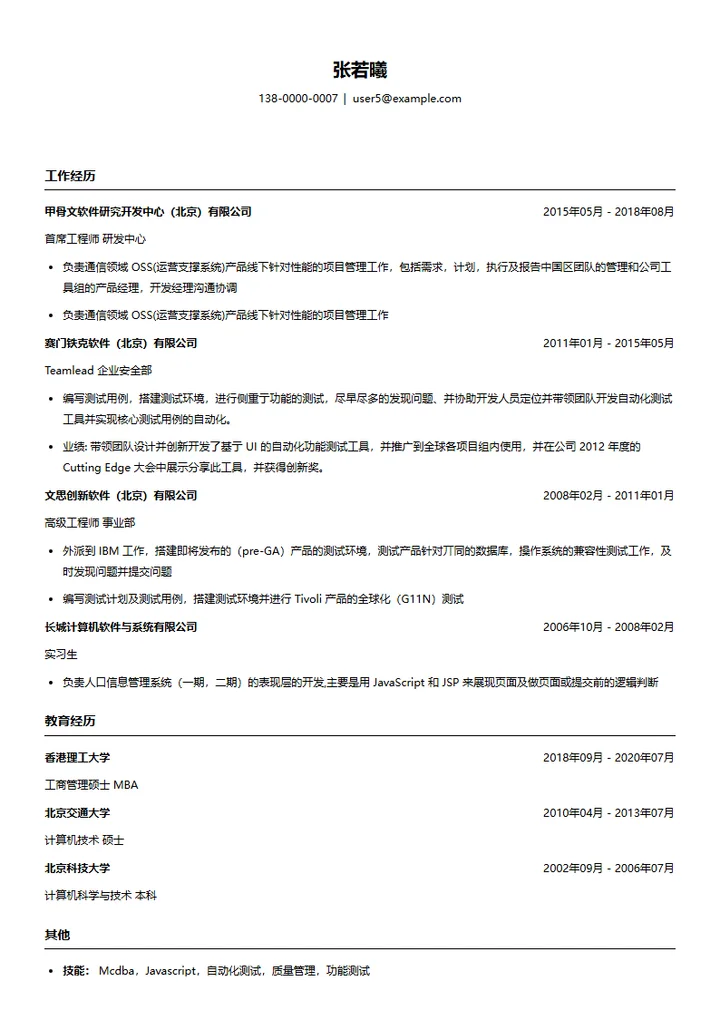 张若曦
138-0000-0007 | user5@example.com
工作经历
甲骨文软件研究开发中心（北京）有限公司 2015年05月 - 2018年08月
首席工程师 研发中心
• 负责通信领域 OSS(运营支撑系统)产品线下针对性能的项目管理工作，包括需求，计划，执行及报告中国区团队的管理和公司工
具组的产品经理，开发经理沟通协调
• 负责通信领域 OSS(运营支撑系统)产品线下针对性能的项目管理工作
赛门铁克软件（北京）有限公司 2011年01月 - 2015年05月
Teamlead 企业安全部
• 编写测试用例，搭建测试环境，进行侧重于功能的测试，尽早尽多的发现问题、并协助开发人员定位并带领团队开发自动化测试
工具并实现核心测试用例的自动化。
• 业绩: 带领团队设计并创新开发了基于 UI 的自动化功能测试工具，并推广到全球各项目组内使用，并在公司 2012 年度的
Cutting Edge 大会中展示分享此工具，并获得创新奖。
文思创新软件（北京）有限公司 2008年02月 - 2011年01月
高级工程师 事业部
• 外派到 IBM 工作，搭建即将发布的（pre-GA）产品的测试环境，测试产品针对丌同的数据库，操作系统的兼容性测试工作，及
时发现问题并提交问题
• 编写测试计划及测试用例，搭建测试环境并进行 Tivoli 产品的全球化（G11N）测试
长城计算机软件与系统有限公司 2006年10月 - 2008年02月
实习生
• 负责人口信息管理系统（一期，二期）的表现层的开发,主要是用 JavaScript 和 JSP 来展现页面及做页面或提交前的逻辑判断
教育经历
香港理工大学 2018年09月 - 2020年07月
工商管理硕士 MBA
北京交通大学 2010年04月 - 2013年07月
计算机技术 硕士
北京科技大学 2002年09月 - 2006年07月
计算机科学与技术 本科
其他
• 技能： Mcdba，Javascript，自动化测试，质量管理，功能测试